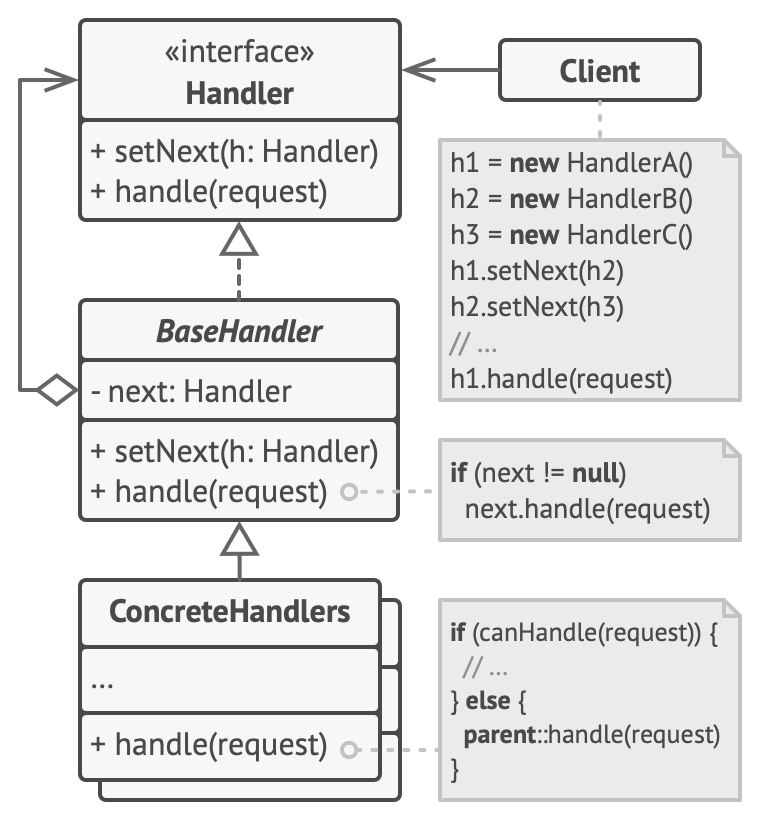 «interface»
Handler
+ setNext(h: Handler)
+ handle(request)
Client
h1 = new HandlerA()
h2 = new HandlerB()
h3 = new HandlerC()
h1.setNext(h2)
h2.setNext(h3)
// ...
h1.handle(request)
BaseHandler
- next: Handler
+ setNext(h: Handler)
+ handle(request)
if (next != null)
next.handle(request)
ConcreteHandlers
...
+ handle(request)
if (canHandle(request)) {
// ...
} else {
parent::handle(request)
}